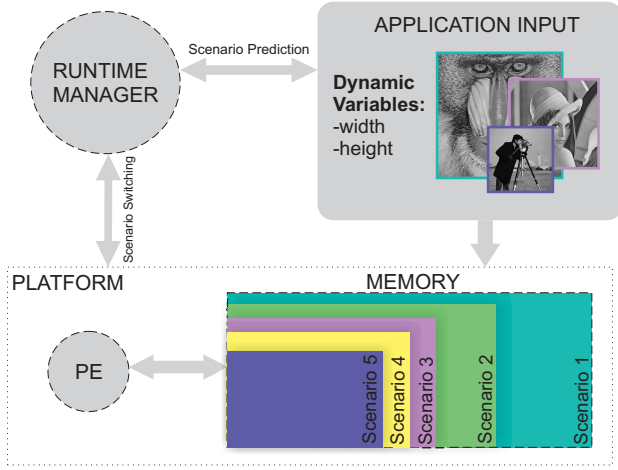 RUNTIME
MANAGER
Scenario Prediction
APPLICATION INPUT
Dynamic
Variables:
-width
-height
Scenario Switching
PLATFORM
MEMORY
PE
Scenario 5
Scenario 4
Scenario 3
Scenario 2
Scenario 1